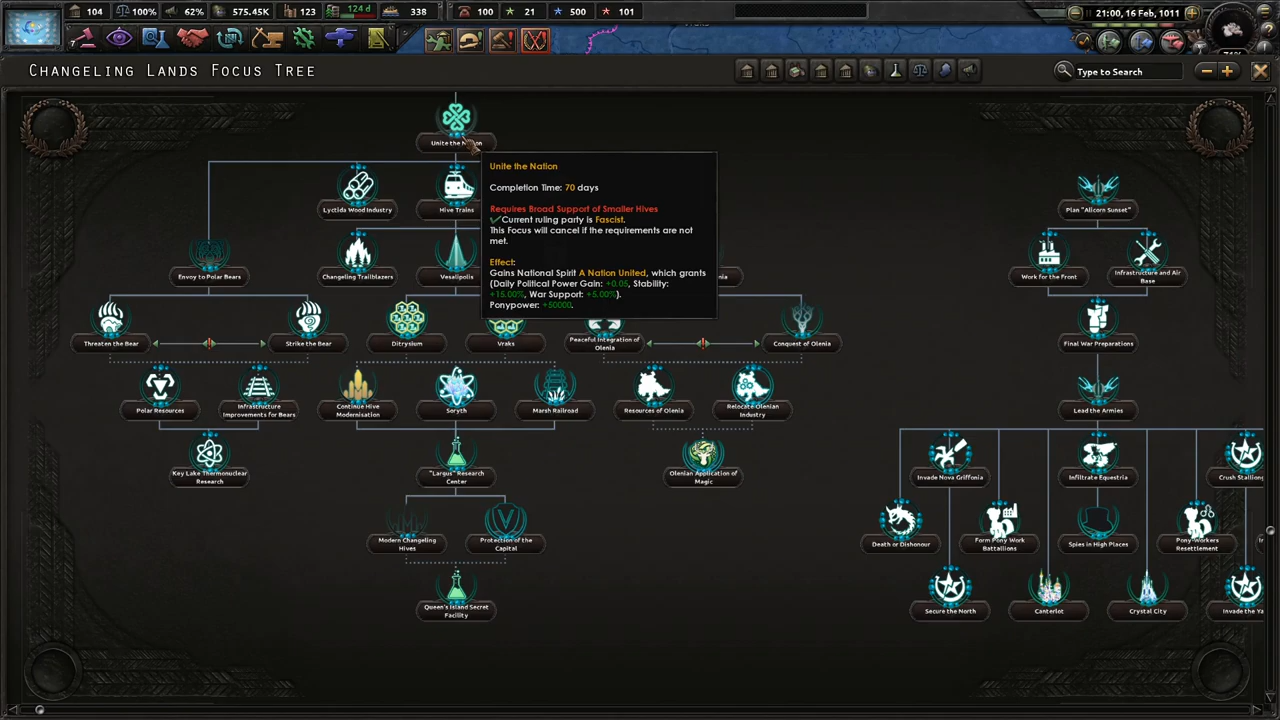 104 100% 62% 575.45K 123 124 d 338 100 21 500 101 21:00, 16 Feb, 1011
Changeling Lands Focus Tree
Type to Search
Unite the Nation
Unite the Nation
Completion Time: 70 days
Requires Broad Support of Smaller Hives
Current ruling party is Fascist.
This Focus will cancel if the requirements are not
met.
Effect:
Gains National Spirit A Nation United, which grants
(Daily Political Power Gain: +0.05, Stability:
+15.00%, War Support: +5.00%).
Ponypower: +50000.
Lyctida Wood Industry
Hive Trains
Plan "Alicorn Sunset"
Envoy to Polar Bears
Changeling Trailblazers
Vesalipolis
Work for the Front
Infrastructure and Air
Base
Threaten the Bear
Strike the Bear
Ditrysium
Vraks
Peaceful Integration of
Olenia
Conquest of Olenia
Final War Preparations
Polar Resources
Infrastructure
Improvements for Bears
Continue Hive
Modernisation
Soryth
Marsh Railroad
Resources of Olenia
Relocate Olenian
Industry
Lead the Armies
Key Lake Thermonuclear
Research
"Largus" Research
Center
Olenian Application of
Magic
Invade Nova Griffonia
Infiltrate Equestria
Crush Stallion
Modern Changeling
Hives
Protection of the
Capital
Death or Dishonour
Form Pony Work
Battallions
Spies in High Places
Pony Workers
Resettlement
Queen's Island Secret
Facility
Secure the North
Canterlot
Crystal City
Invade the Ya